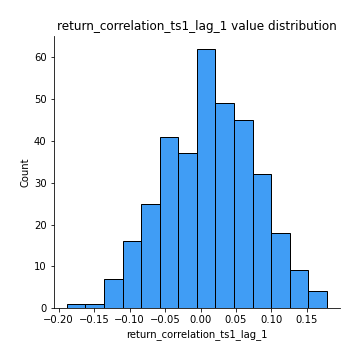 return_correlation_ts1_lag_1 value distribution
Count
60
50
40
30
20
10
0
−0.20 −0.15 −0.10 −0.05 0.00 0.05 0.10 0.15
return_correlation_ts1_lag_1